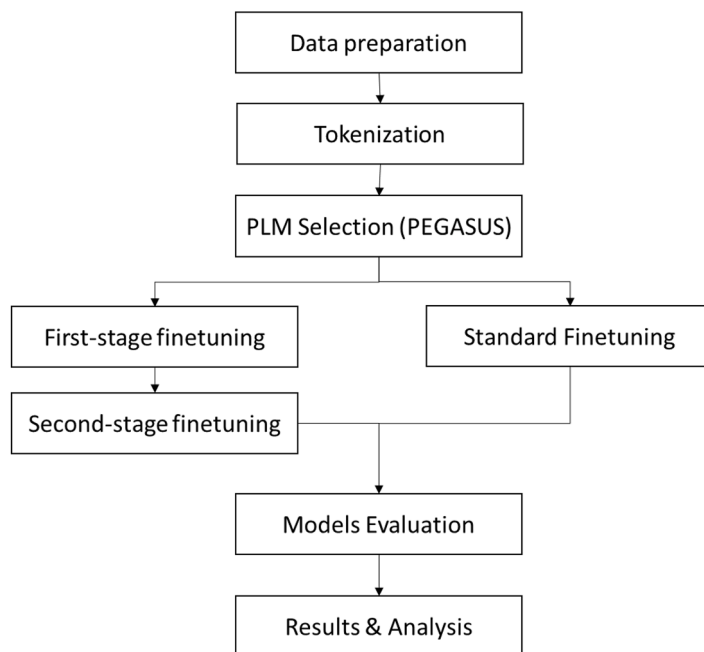 Data preparation
Tokenization
PLM Selection (PEGASUS)
First-stage finetuning
Standard Finetuning
Second-stage finetuning
Models Evaluation
Results & Analysis